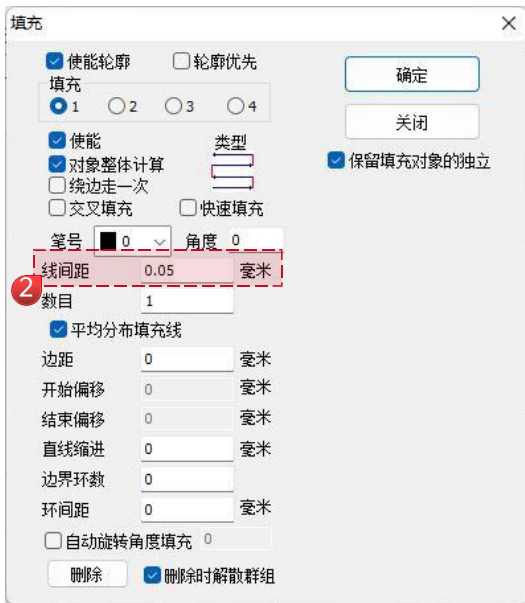 填充
使能轮廓 轮廓优先
填充
1 2 3 4
使能 类型
对象整体计算
绕边走一次
交叉填充 快速填充
笔号 0 角度 0
线间距 0.05 毫米
2
数目 1
平均分布填充线
边距 0 毫米
开始偏移 0 毫米
结束偏移 0 毫米
直线缩进 0 毫米
边界环数 0
环间距 0 毫米
自动旋转角度填充 0
删除 删除时解散群组
确定
关闭
保留填充对象的独立